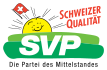 SCHWEIZER
QUALITÄT
SVP
Die Partei des Mittelstandes